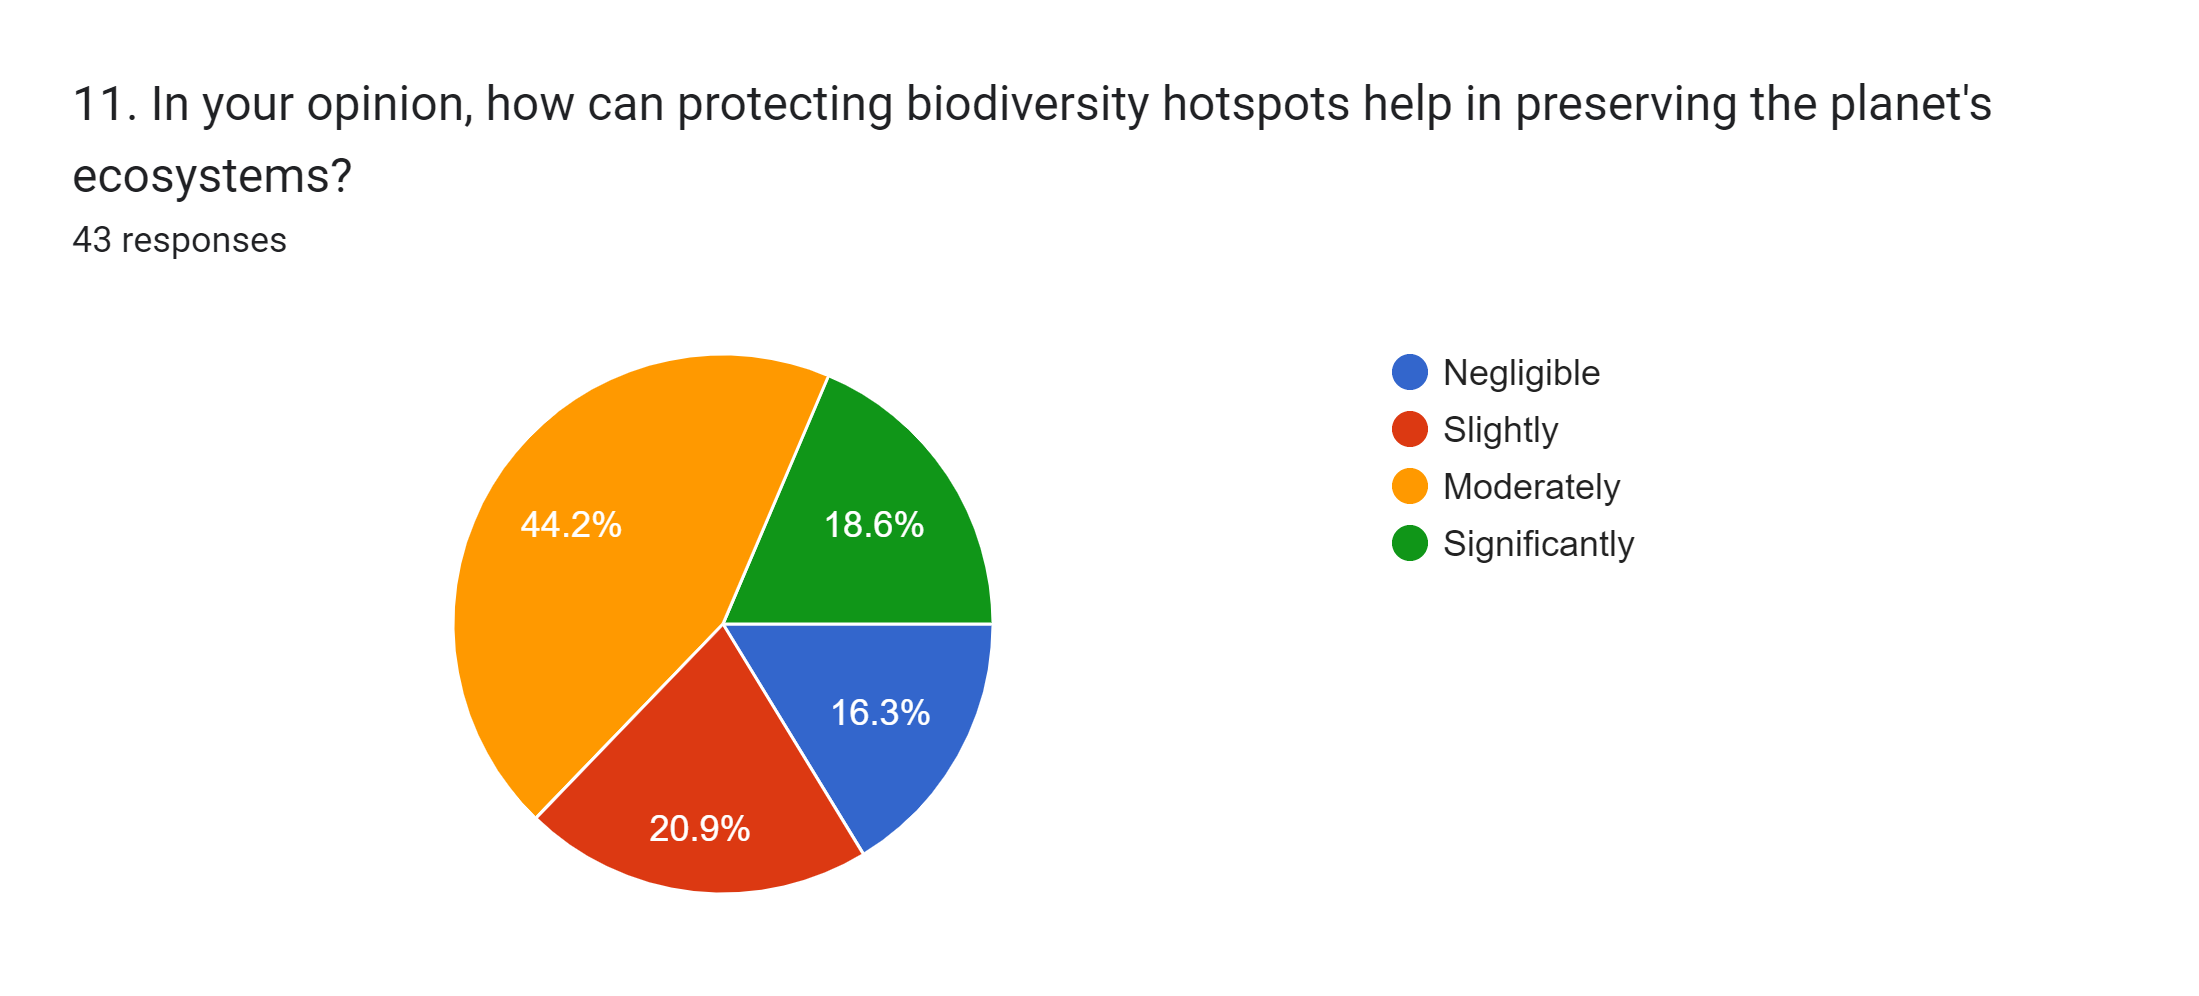 11. In your opinion, how can protecting biodiversity hotspots help in preserving the planet's
ecosystems?
43 responses
Negligible
Slightly
Moderately
Significantly
44.2%
18.6%
16.3%
20.9%